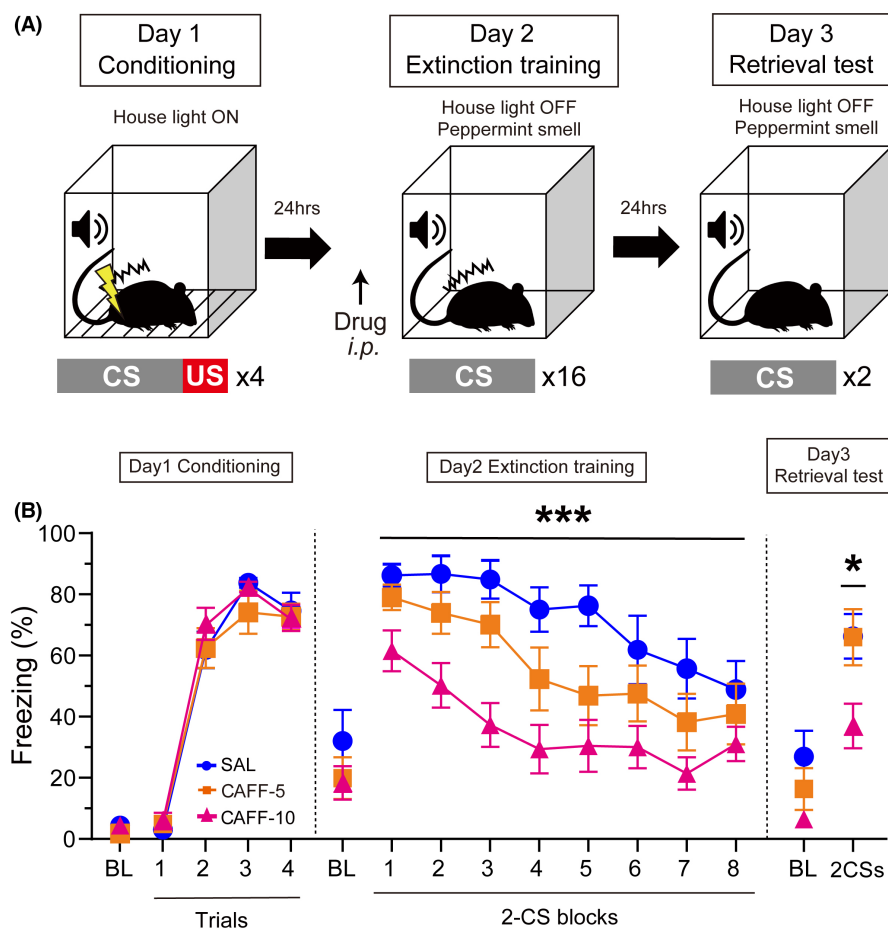 (A)
Day 1
Conditioning
Day 2
Extinction training
Day 3
Retrieval test
House light ON
House light OFF
Peppermint smell
House light OFF
Peppermint smell
24hrs
24hrs
Drug
i.p.
CS US x4
CS x16
CS x2
Day1 Conditioning
Day2 Extinction training
Day3
Retrieval test
(B)
***
*
Freezing (%)
100
80
60
40
20
0
SAL
CAFF-5
CAFF-10
BL 1 2 3 4 BL 1 2 3 4 5 6 7 8 BL 2CSs
Trials
2-CS blocks